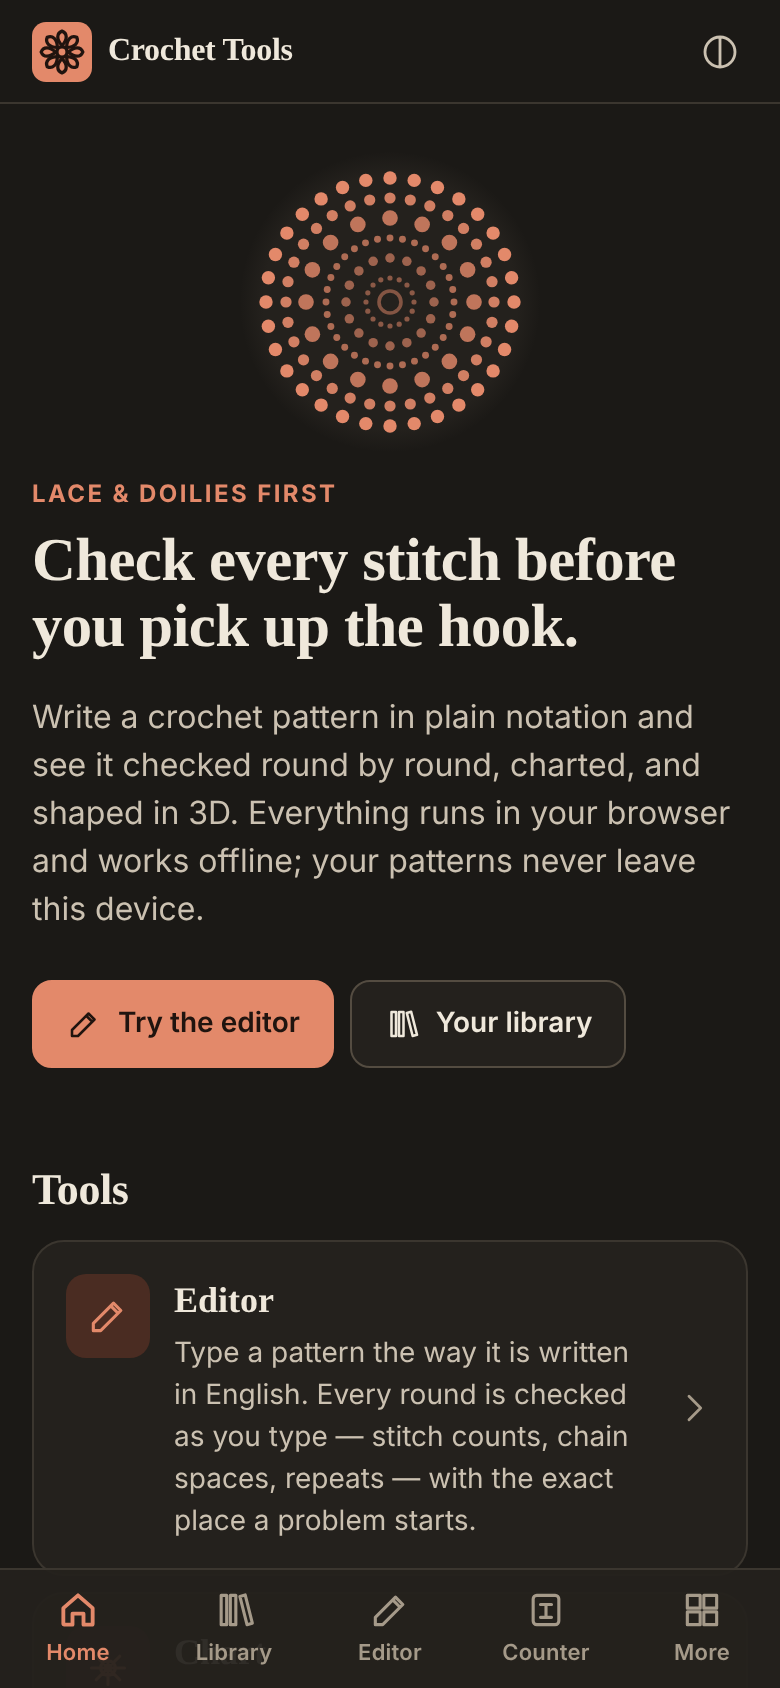 Crochet Tools
LACE & DOILIES FIRST
Check every stitch before
you pick up the hook.
Write a crochet pattern in plain notation and
see it checked round by round, charted, and
shaped in 3D. Everything runs in your browser
and works offline; your patterns never leave
this device.
Try the editor
Your library
Tools
Editor
Type a pattern the way it is written
in English. Every round is checked
as you type — stitch counts, chain
spaces, repeats — with the exact
place a problem starts.
Home
Library
Editor
Counter
More